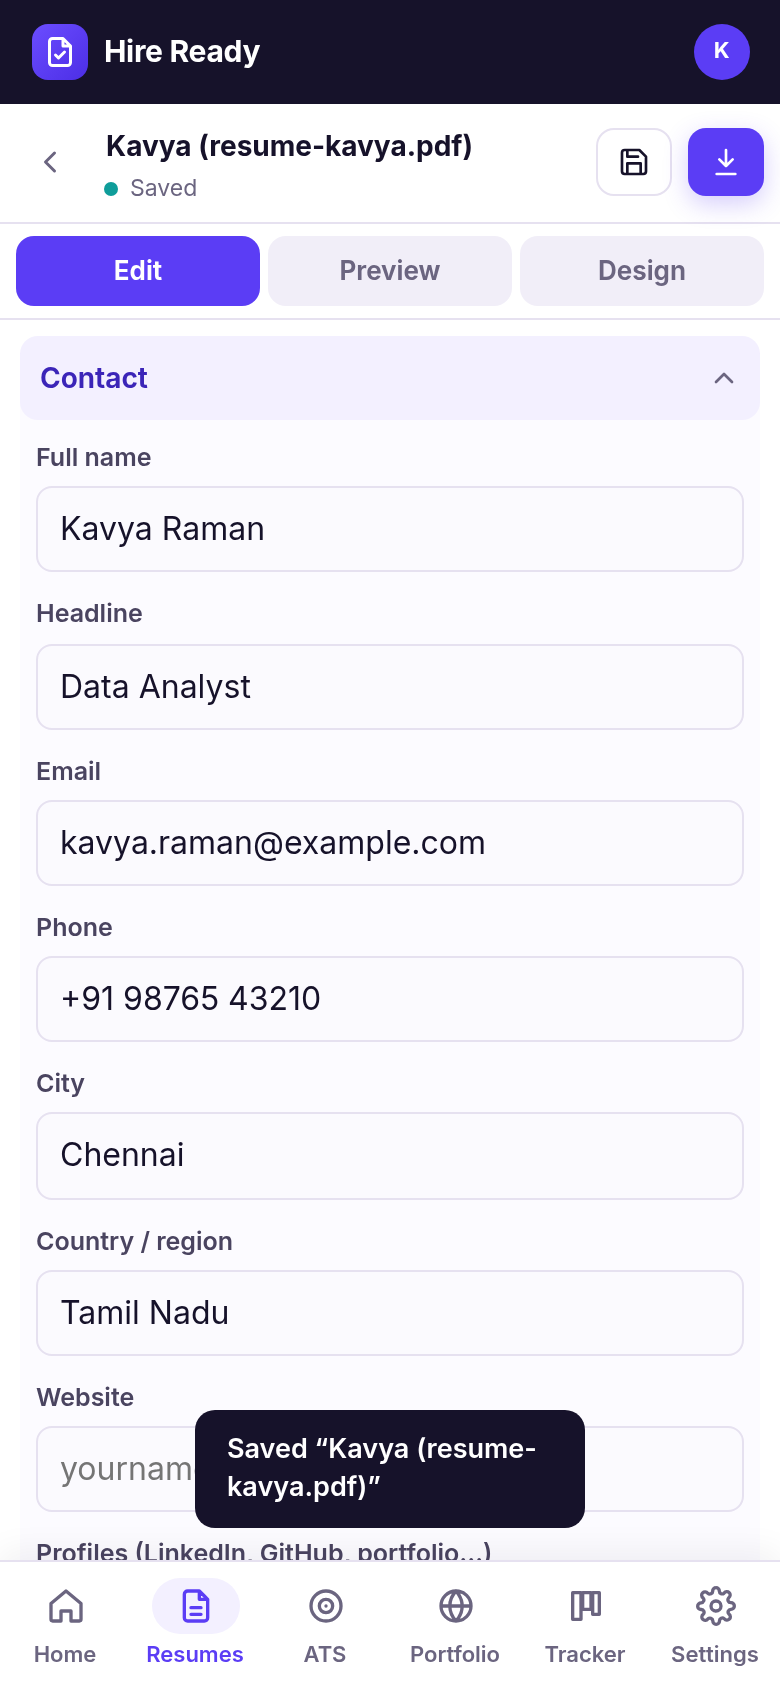 Hire Ready
K
Kavya (resume-kavya.pdf)
Saved
Edit
Preview
Design
Contact
Full name
Kavya Raman
Headline
Data Analyst
Email
kavya.raman@example.com
Phone
+91 98765 43210
City
Chennai
Country / region
Tamil Nadu
Website
Saved “Kavya (resume-
kavya.pdf)”
Profiles (LinkedIn, GitHub, portfolio...)
Home
Resumes
ATS
Portfolio
Tracker
Settings